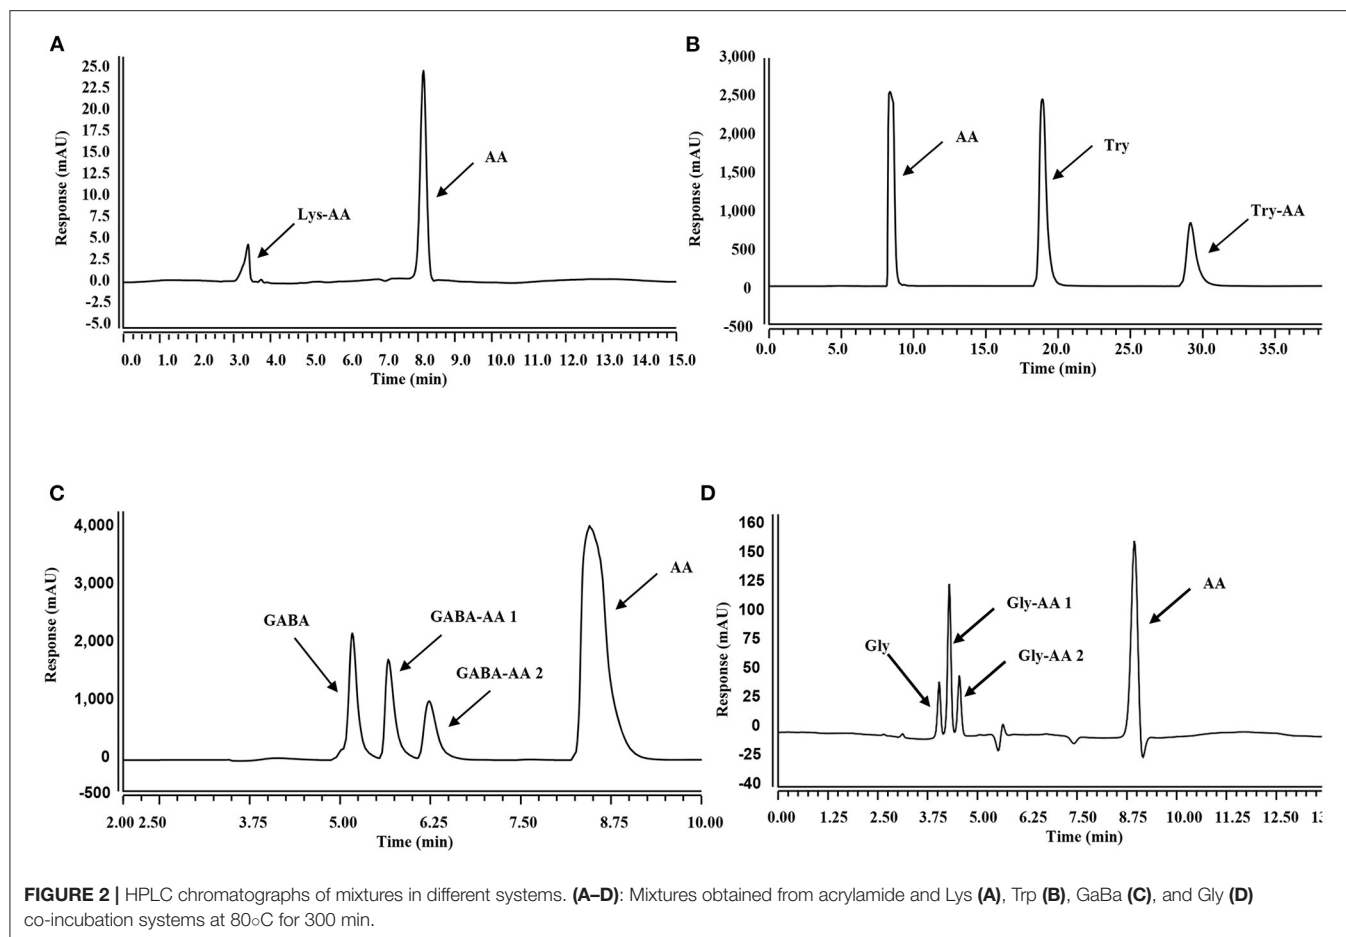 A
25.0
22.5
20.0
17.5
15.0
12.5
10.0
7.5
5.0
2.5
0.0
-2.5
-5.0
Response (mAU)
Lys-AA
AA
0.0 1.0 2.0 3.0 4.0 5.0 6.0 7.0 8.0 9.0 10.0 11.0 12.0 13.0 14.0 15.0
Time (min)
B
3,000
2,500
2,000
1,500
1,000
500
0
-500
Response (mAU)
AA
Try
Try-AA
0.0 5.0 10.0 15.0 20.0 25.0 30.0 35.0
Time (min)
C
4,000
3,000
2,000
1,000
0
-500
Response (mAU)
GABA
GABA-AA 1
GABA-AA 2
AA
2.00 2.50 3.75 5.00 6.25 7.50 8.75 10.00
Time (min)
D
160
150
125
100
75
50
25
0
-25
-40
Response (mAU)
Gly
Gly-AA 1
Gly-AA 2
AA
0.00 1.25 2.50 3.75 5.00 6.25 7.50 8.75 10.00 11.25 12.50
Time (min)
FIGURE 2 | HPLC chromatographs of mixtures in different systems. (A–D): Mixtures obtained from acrylamide and Lys (A), Trp (B), GaBa (C), and Gly (D)
co-incubation systems at 80○C for 300 min.